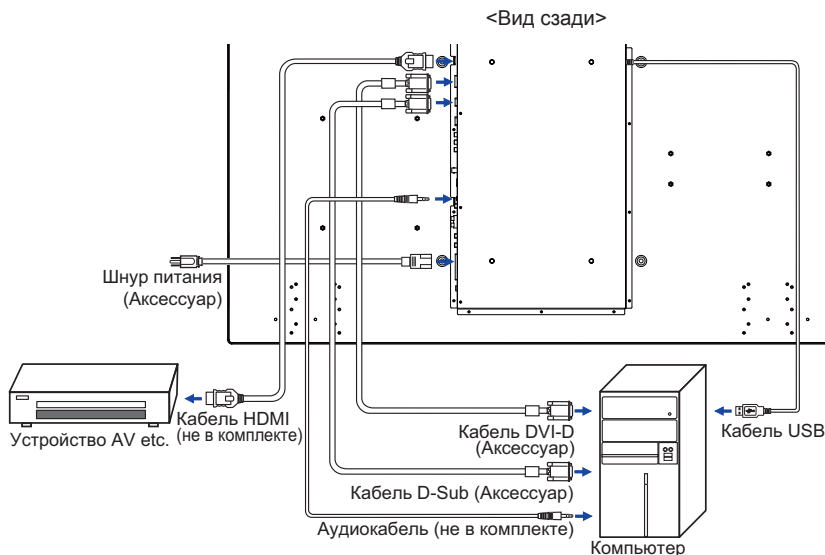 <Вид сзади>
Шнур питания
(Аксессуар)
Устройство AV etc.
Кабель HDMI
(не в комплекте)
Кабель DVI-D
(Аксессуар)
Кабель USB
Кабель D-Sub (Аксессуар)
Аудиокабель (не в комплекте)
Компьютер